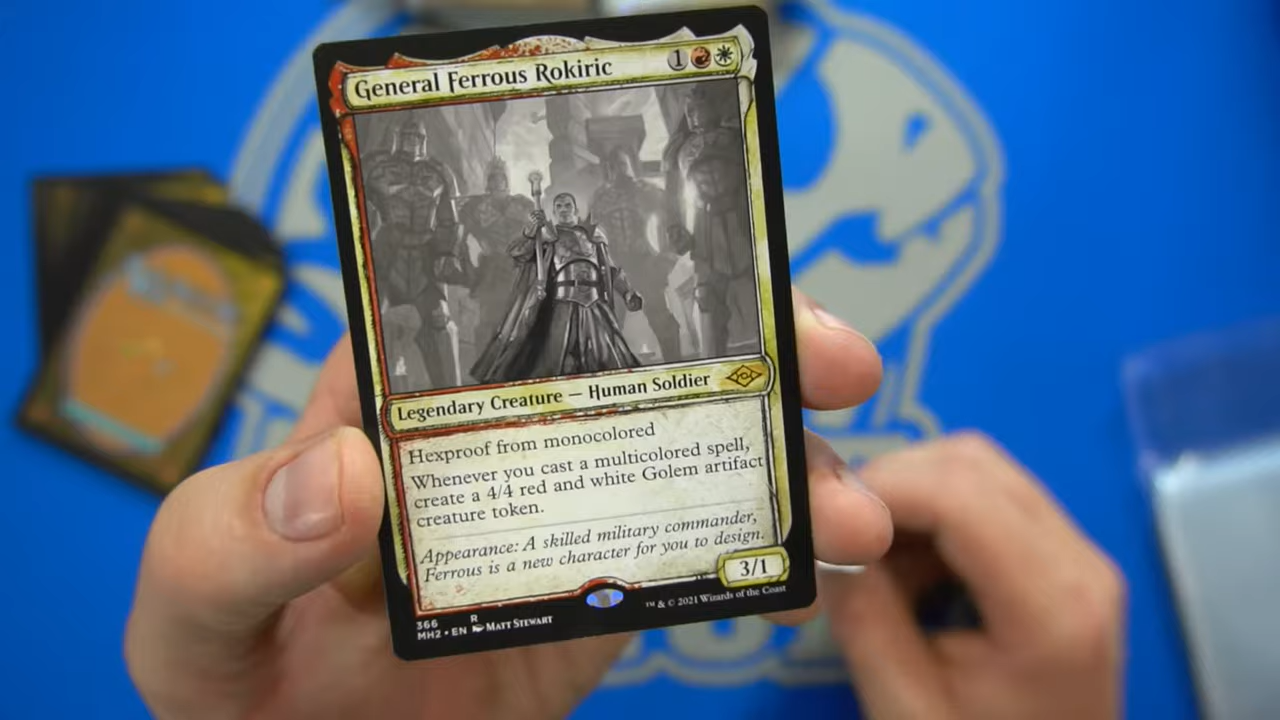 General Ferrous Rokiric
1
Legendary Creature — Human Soldier
Hexproof from monocolored
Whenever you cast a multicolored spell,
create a 4/4 red and white Golem artifact
creature token.
Appearance: A skilled military commander,
Ferrous is a new character for you to design.
3/1
366 R
MH2 • EN MATT STEWART
™ & © 2021 Wizards of the Coast